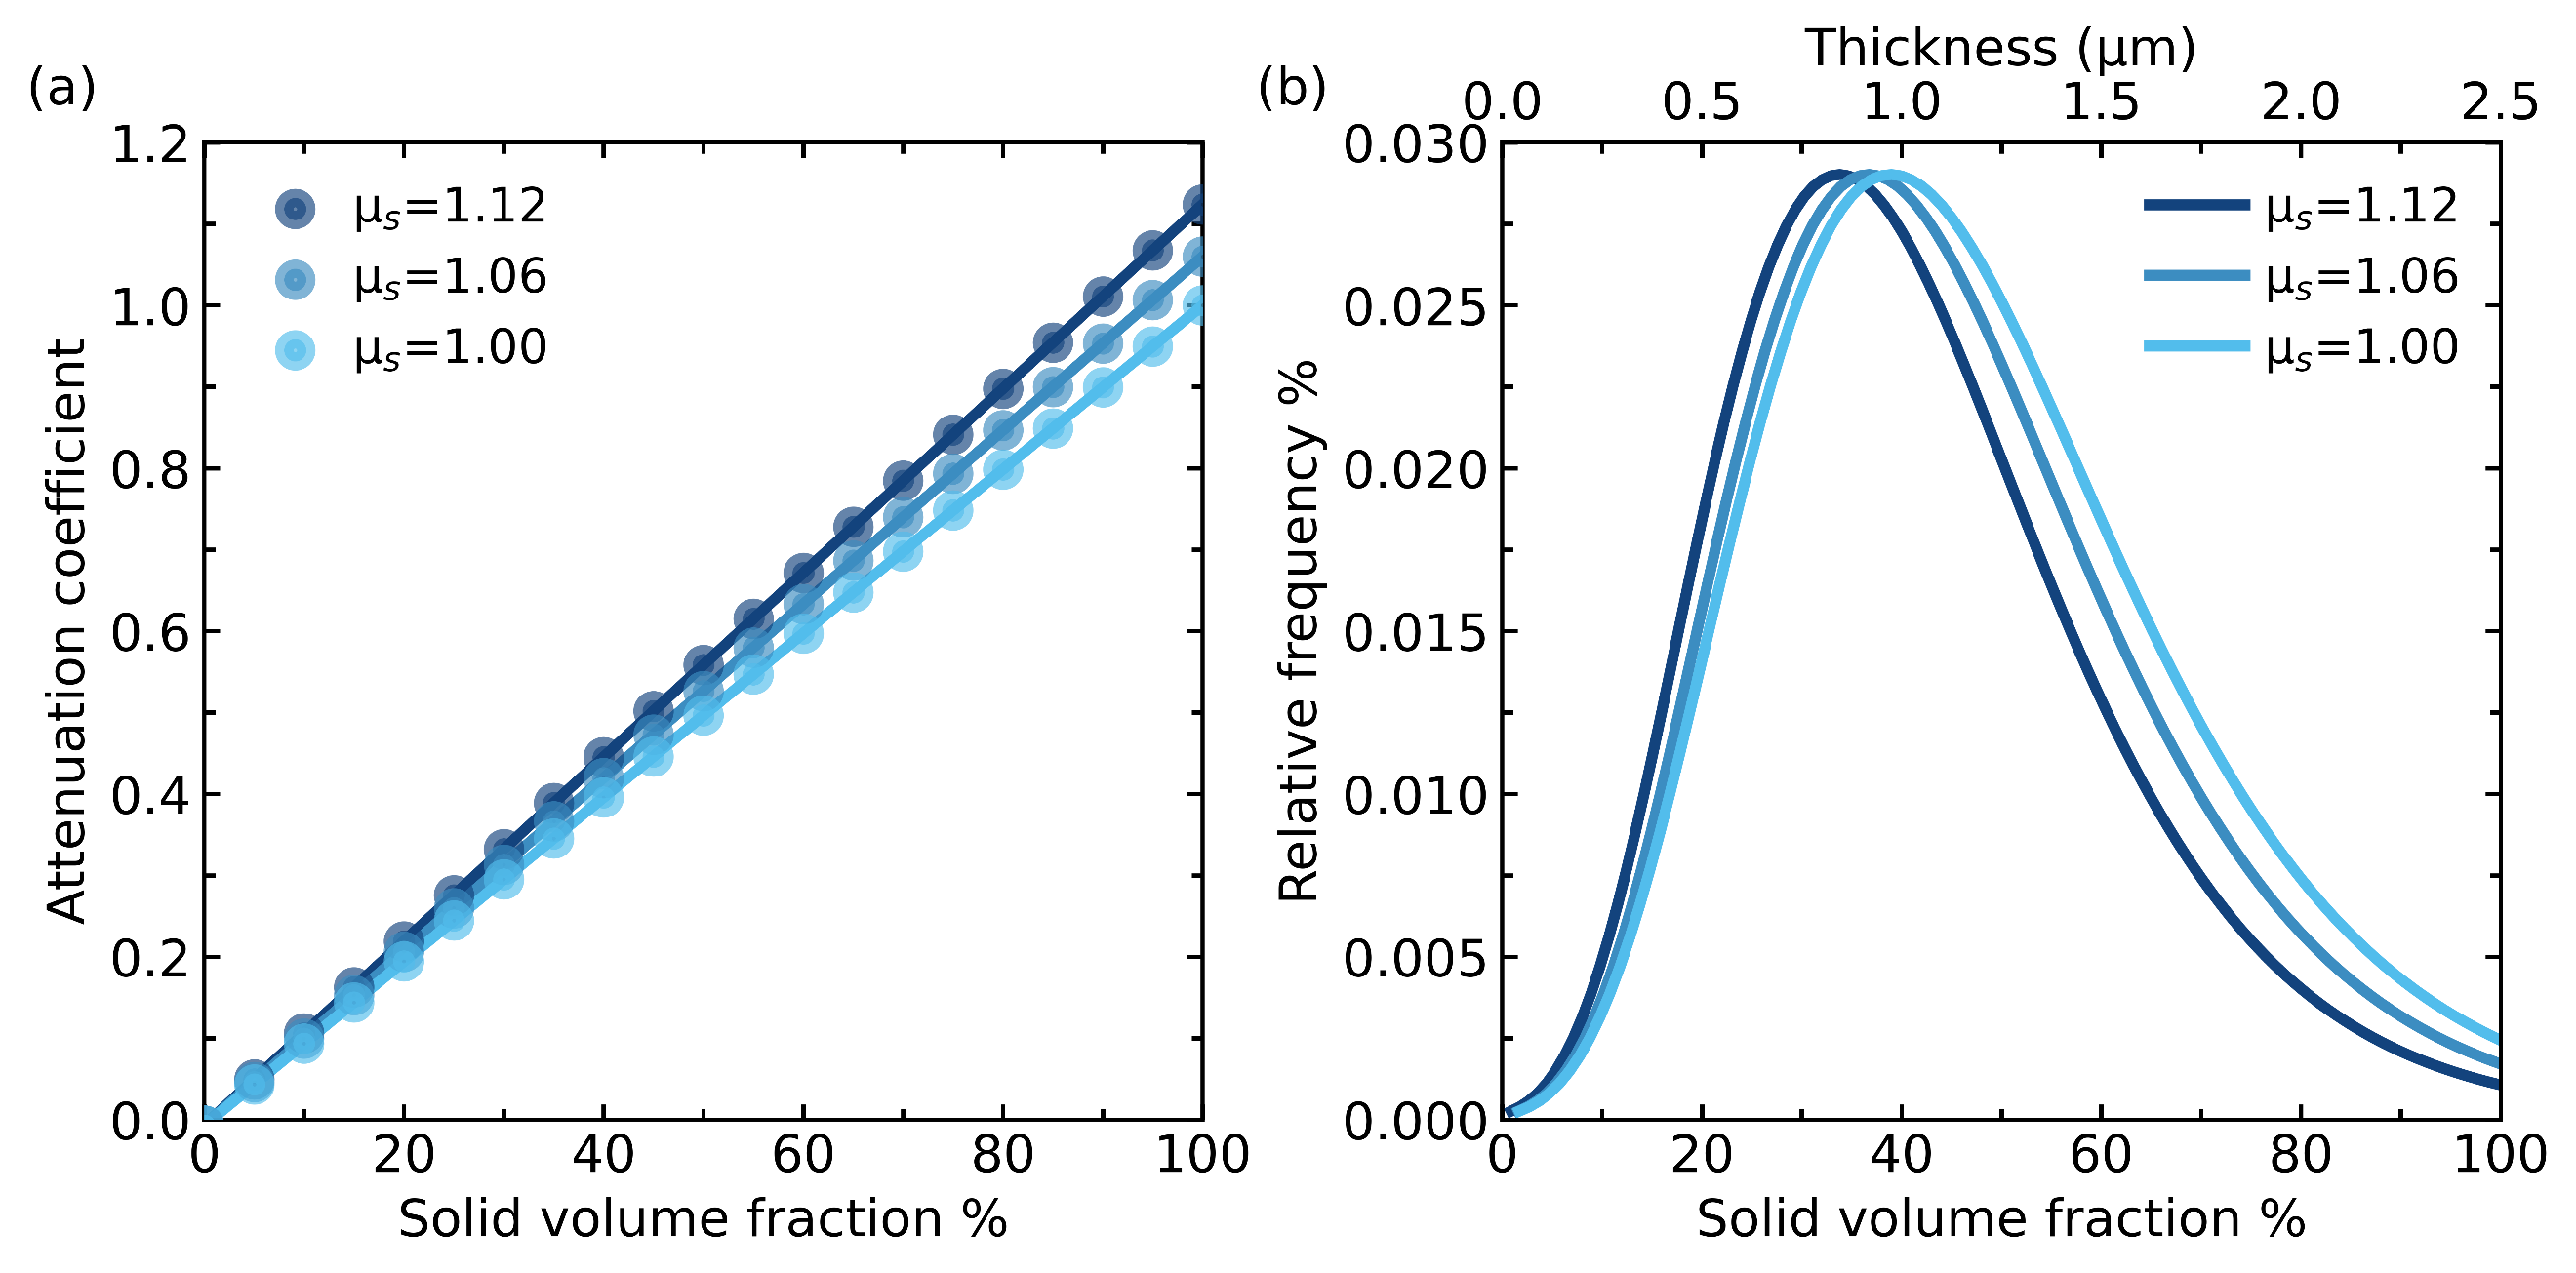 (a)
1.2
1.0
0.8
0.6
0.4
0.2
0.0
Attenuation coefficient
μs=1.12
μs=1.06
μs=1.00
0 20 40 60 80 100
Solid volume fraction %
(b)
Thickness (μm)
0.0 0.5 1.0 1.5 2.0 2.5
0.030
0.025
0.020
0.015
0.010
0.005
0.000
Relative frequency %
μs=1.12
μs=1.06
μs=1.00
0 20 40 60 80 100
Solid volume fraction %